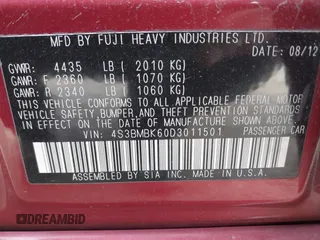 MFD BY FUJI HEAVY INDUSTRIES LTD.
DATE: 08/12
GVWR: 4435 LB ( 2010 KG)
GAWR: F 2360 LB ( 1070 KG)
GAWR: R 2340 LB ( 1060 KG)
THIS VEHICLE CONFORMS TO ALL APPLICABLE FEDERAL MOTOR
VEHICLE SAFETY, BUMPER, AND THEFT PREVENTION STANDARDS
IN EFFECT ON THE DATE OF MANUFACTURE SHOWN ABOVE.
VIN: 4S3BMBK60D3011501
PASSENGER CAR
ASSEMBLED BY SIA INC. MADE IN U.S.A.
DREAMBID